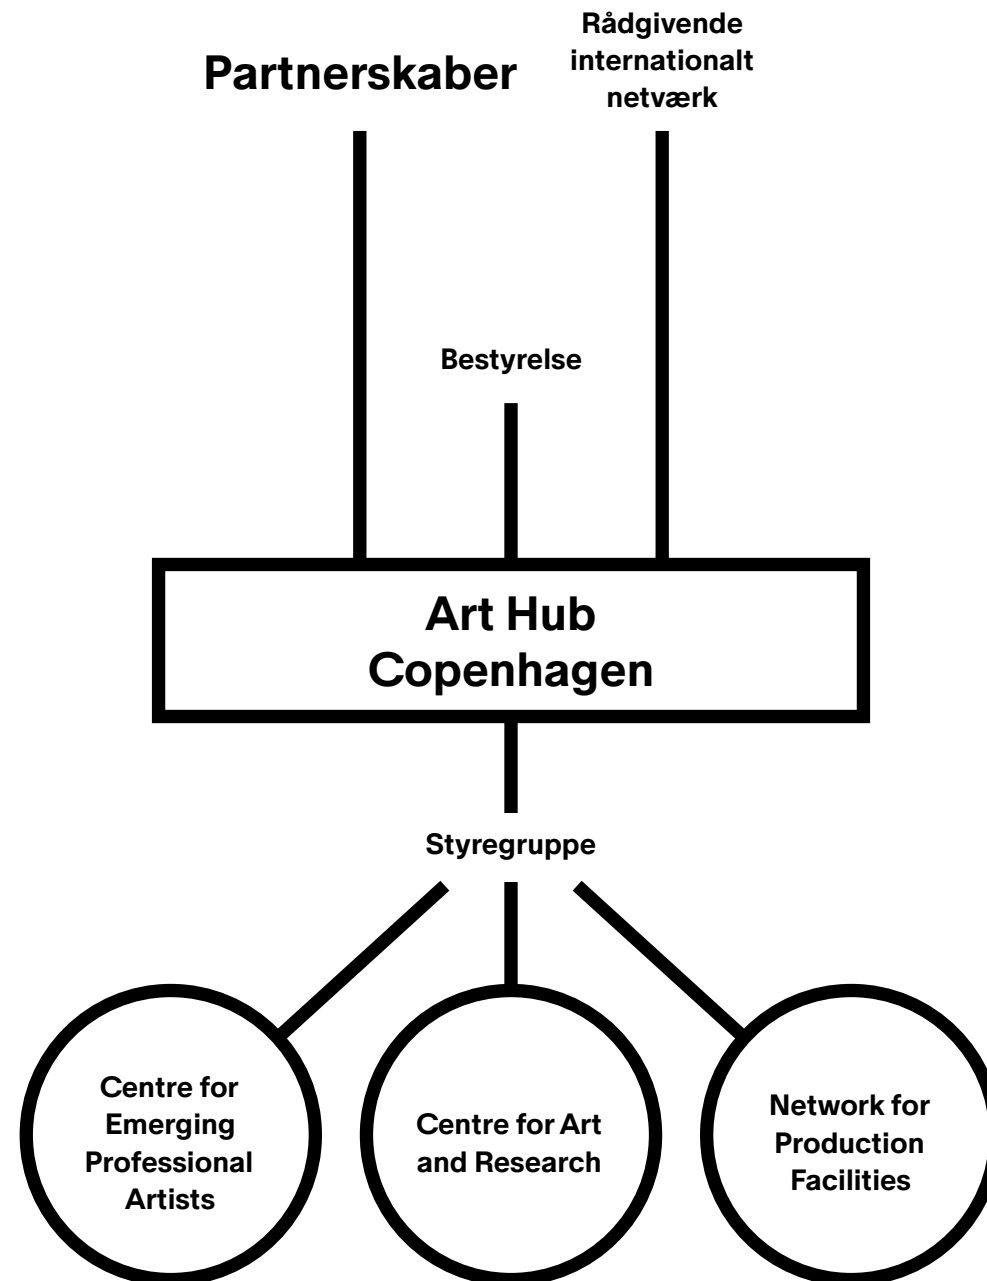 Partnerskaber
Rådgivende
internationalt
netværk
Bestyrelse
Art Hub
Copenhagen
Styregruppe
Centre for
Emerging
Professional
Artists
Centre for Art
and Research
Network for
Production
Facilities